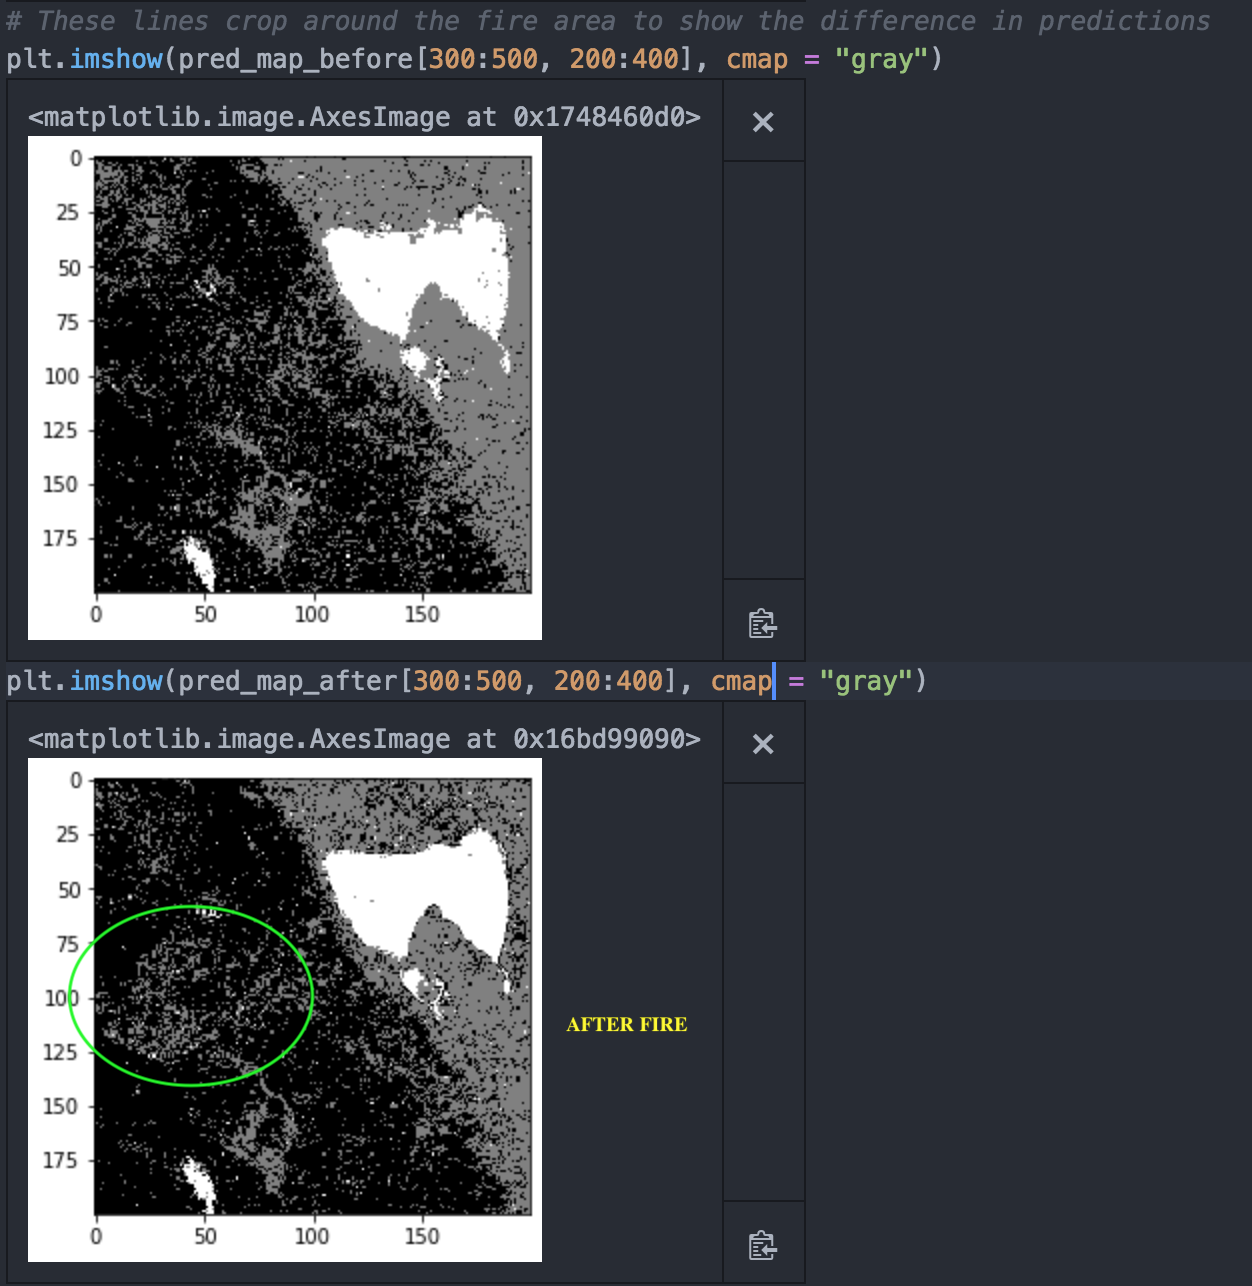 # These lines crop around the fire area to show the difference in predictions
plt.imshow(pred_map_before[300:500, 200:400], cmap = "gray")
<matplotlib.image.AxesImage at 0x1748460d0>
0
25
50
75
100
125
150
175
0 50 100 150
plt.imshow(pred_map_after[300:500, 200:400], cmap = "gray")
<matplotlib.image.AxesImage at 0x16bd99090>
0
25
50
75
100
AFTER FIRE
125
150
175
0 50 100 150